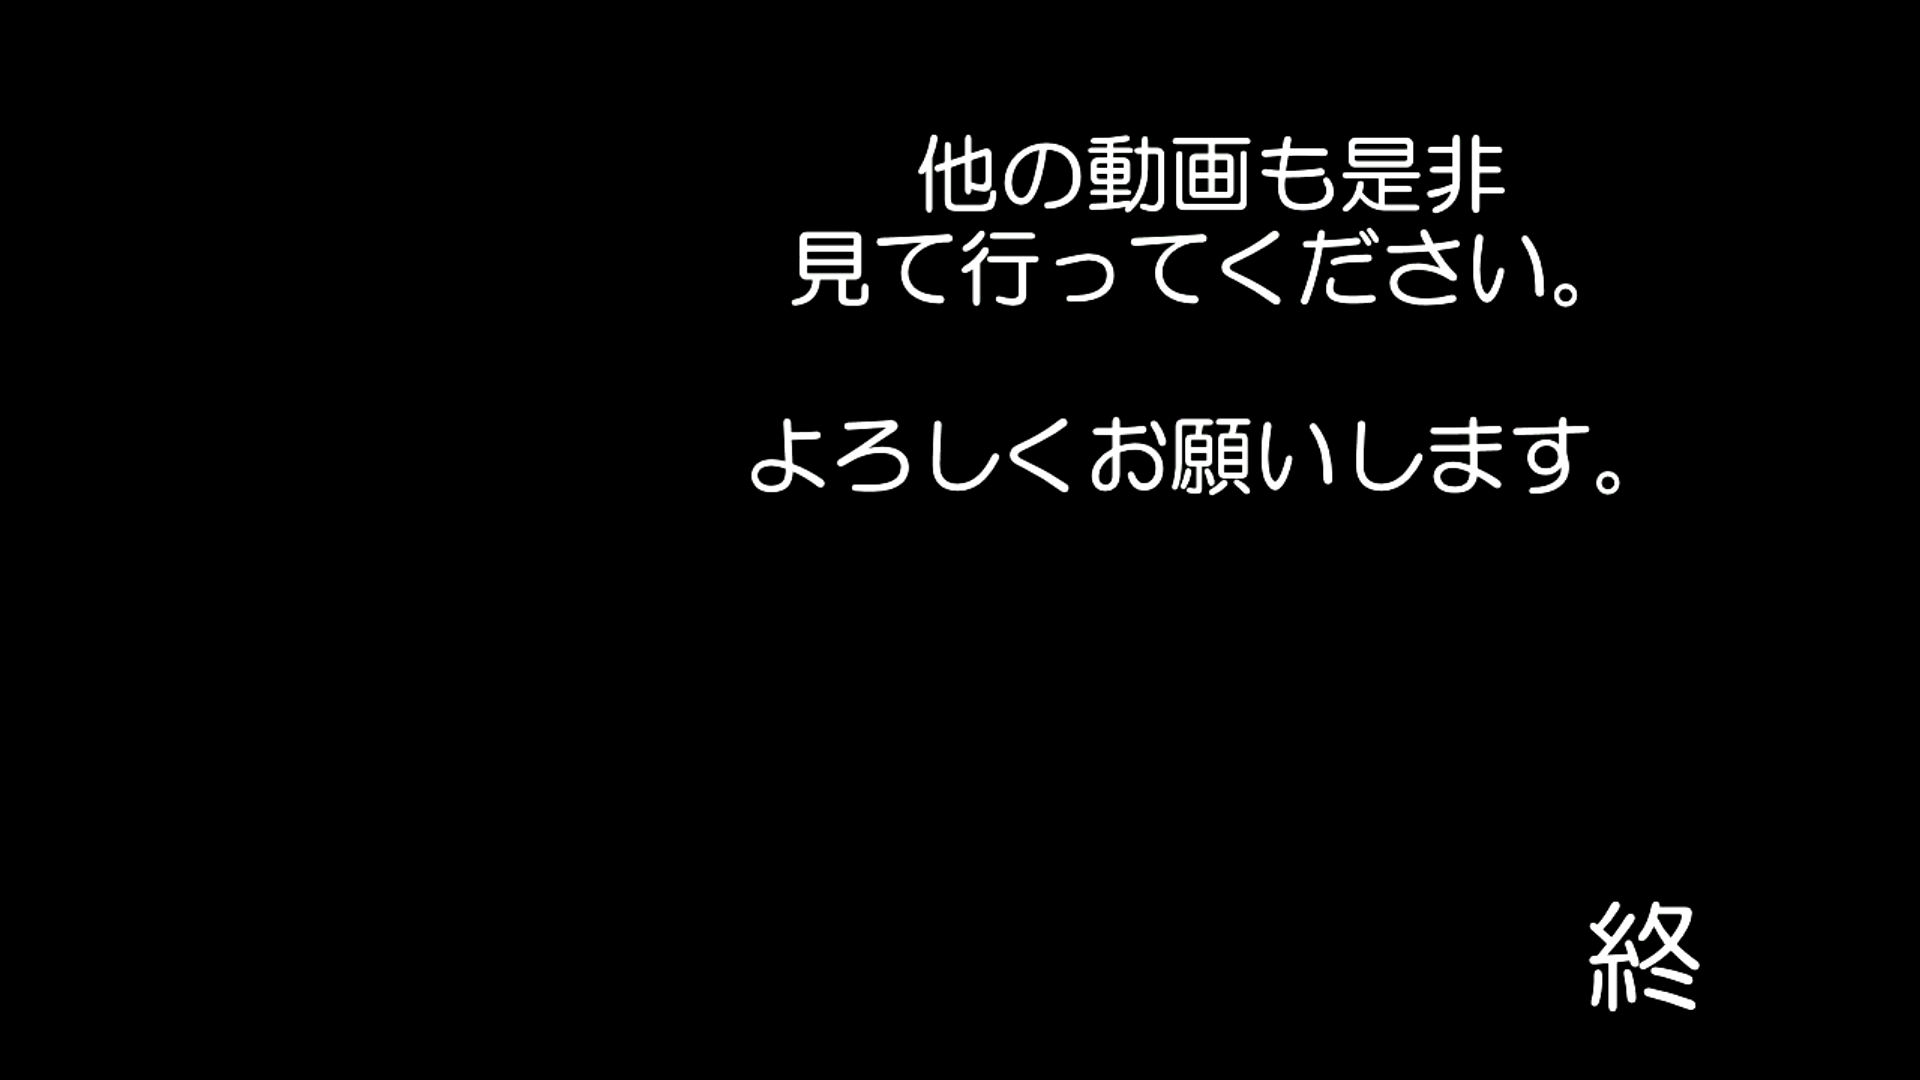 他の動画も是非
見て行ってください。
よろしくお願いします。
終